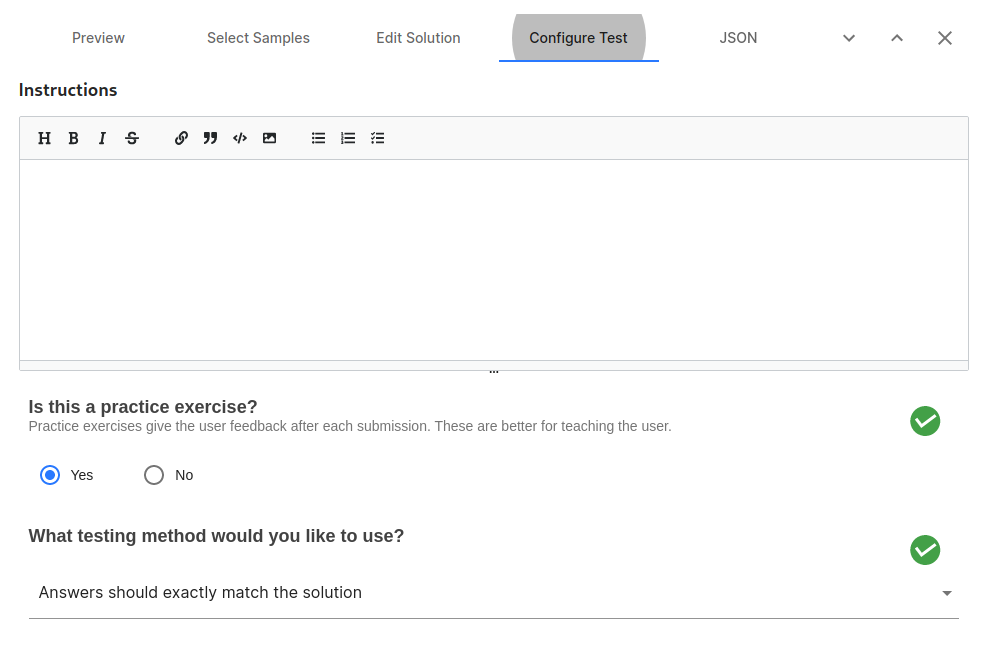 Preview
Select Samples
Edit Solution
Configure Test
JSON
Instructions
H B I S
...
Is this a practice exercise?
Practice exercises give the user feedback after each submission. These are better for teaching the user.
Yes
No
What testing method would you like to use?
Answers should exactly match the solution